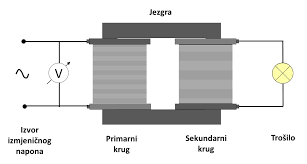 Jezgra
V
Izvor
izmjeničnog
napona
Primarni
krug
Sekundarni
krug
Trošilo